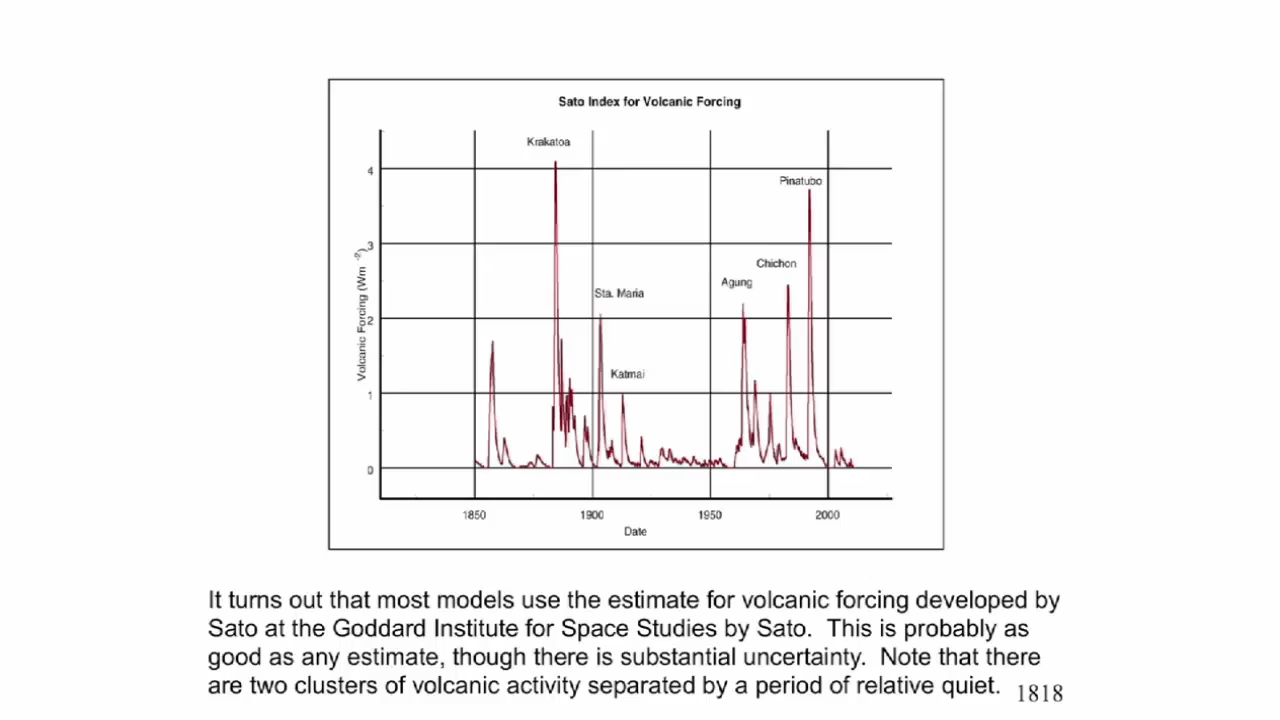 Sato Index for Volcanic Forcing
Krakatoa
4
Pinatubo
3
Chichon
Agung
Sta. Maria
2
Volcanic Forcing (Wm -2)
Katmai
1
0
1850 1900 1950 2000
Date
It turns out that most models use the estimate for volcanic forcing developed by
Sato at the Goddard Institute for Space Studies by Sato. This is probably as
good as any estimate, though there is substantial uncertainty. Note that there
are two clusters of volcanic activity separated by a period of relative quiet. 1818